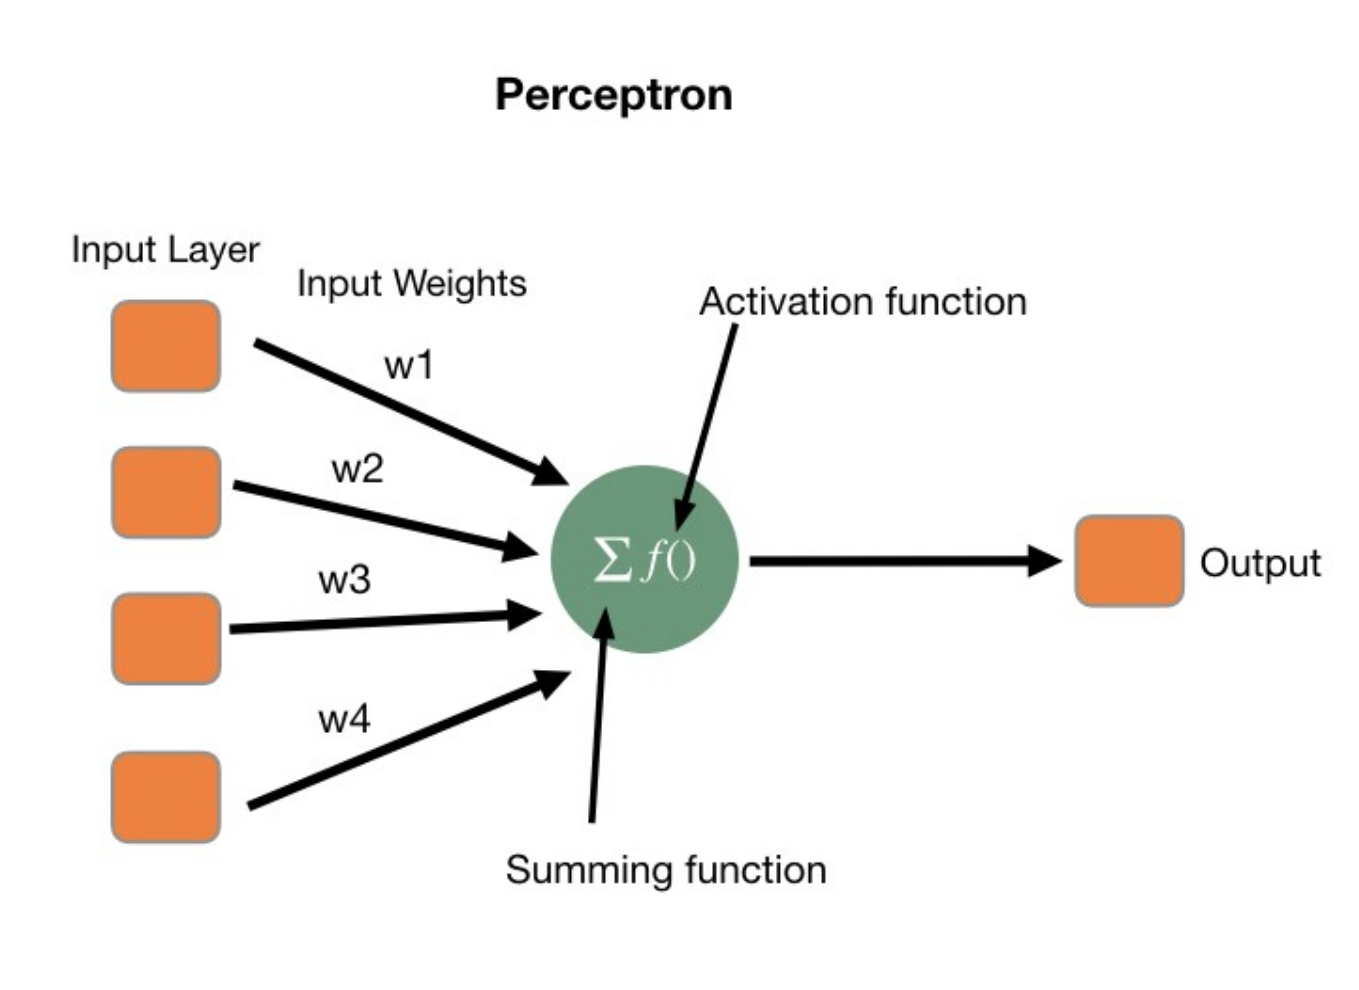 Perceptron
Input Layer
Input Weights
Activation function
w1
w2
Σ f()
Output
w3
w4
Summing function